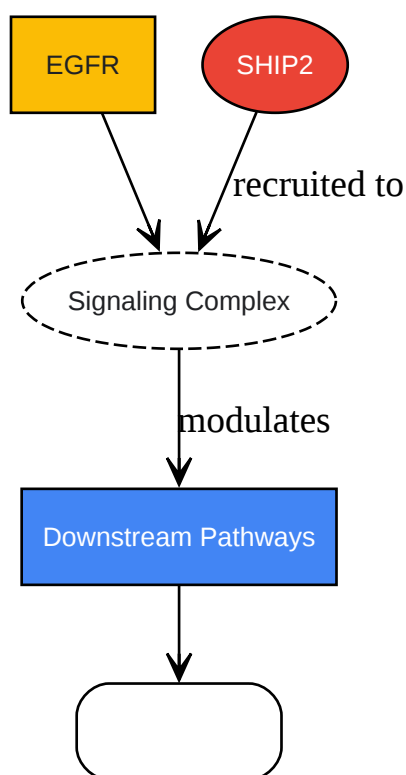 EGFR
SHIP2
recruited to
Signaling Complex
modulates
Downstream Pathways